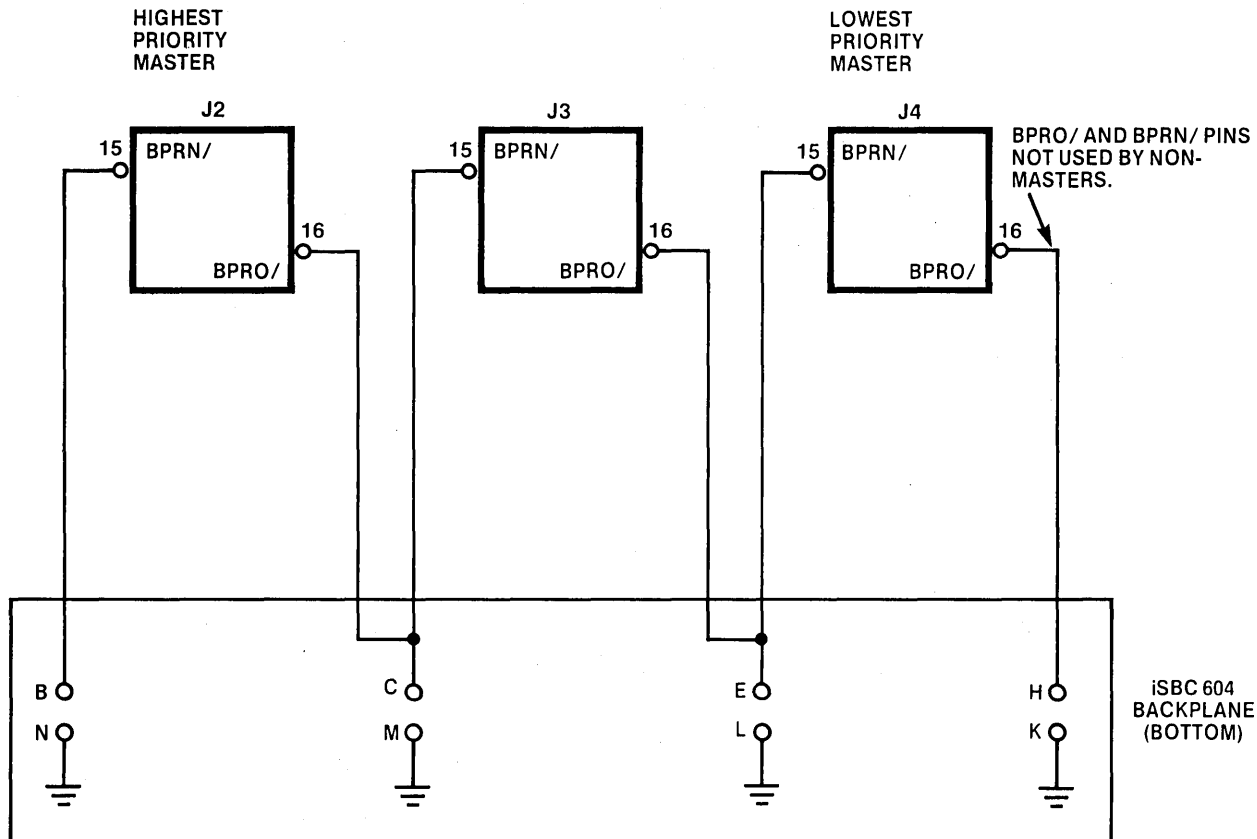 HIGHEST
PRIORITY
MASTER
LOWEST
PRIORITY
MASTER
J2
J3
J4
BPRO/ AND BPRN/ PINS
NOT USED BY NON-
MASTERS.
15
BPRN/
16
BPRO/
15
BPRN/
16
BPRO/
15
BPRN/
16
BPRO/
B
C
E
H
N
M
L
K
iSBC 604
BACKPLANE
(BOTTOM)